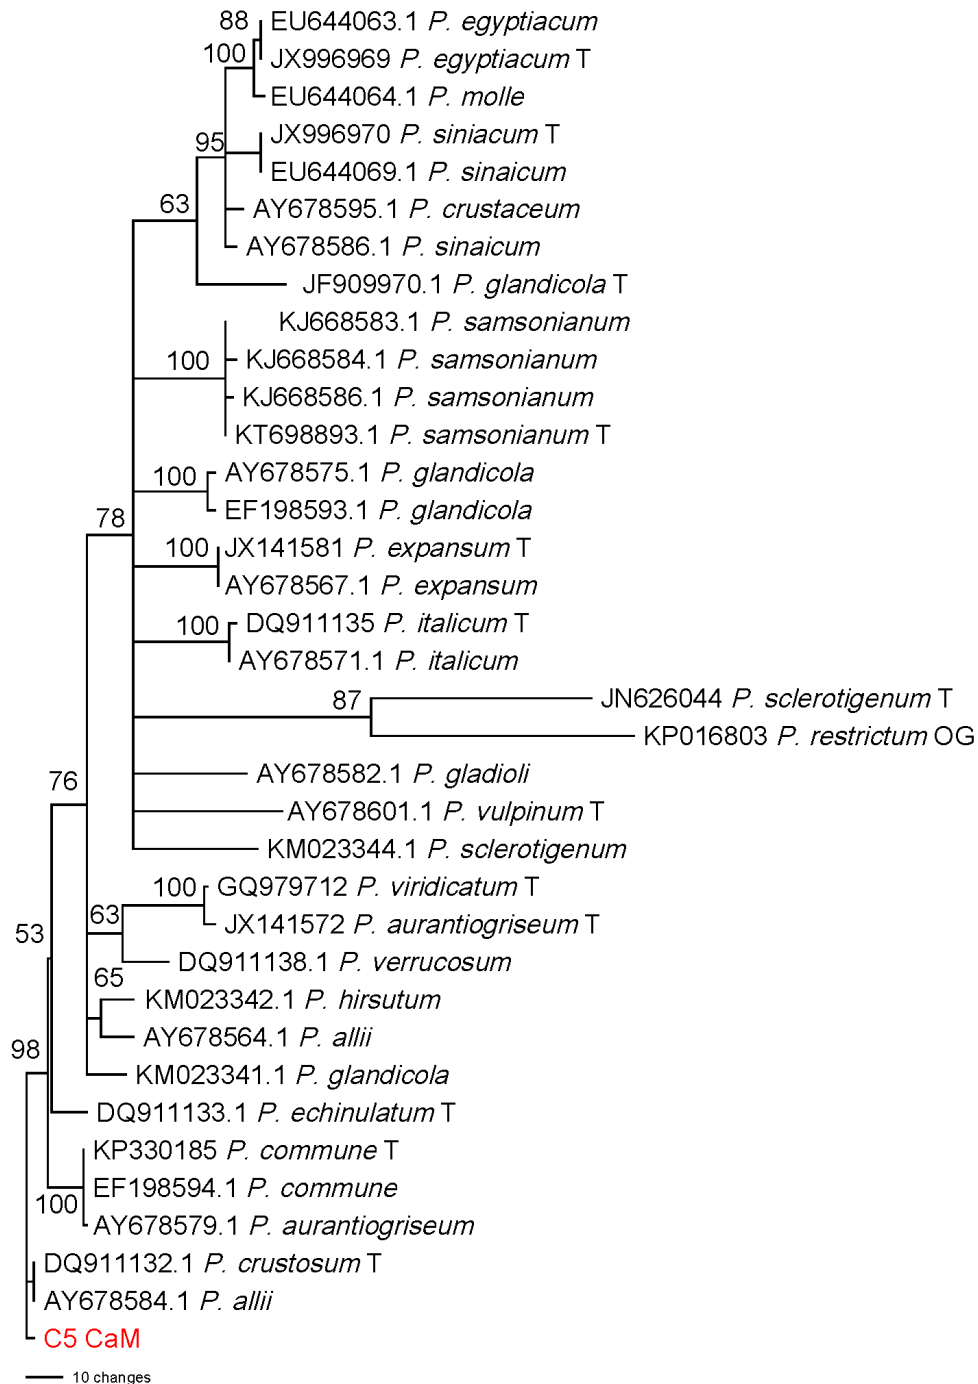 88
EU644063.1 P. egyptiacum
100
JX996969 P. egyptiacum T
EU644064.1 P. molle
95
JX996970 P. siniacum T
EU644069.1 P. sinaicum
63
AY678595.1 P. crustaceum
AY678586.1 P. sinaicum
JF909970.1 P. glandicola T
KJ668583.1 P. samsonianum
100
KJ668584.1 P. samsonianum
KJ668586.1 P. samsonianum
KT698893.1 P. samsonianum T
100
AY678575.1 P. glandicola
EF198593.1 P. glandicola
78
100
JX141581 P. expansum T
AY678567.1 P. expansum
100
DQ911135 P. italicum T
AY678571.1 P. italicum
87
JN626044 P. sclerotigenum T
KP016803 P. restrictum OG
76
AY678582.1 P. gladioli
AY678601.1 P. vulpinum T
KM023344.1 P. sclerotigenum
100
GQ979712 P. viridicatum T
63
JX141572 P. aurantiogriseum T
53
DQ911138.1 P. verrucosum
65
KM023342.1 P. hirsutum
AY678564.1 P. allii
98
KM023341.1 P. glandicola
DQ911133.1 P. echinulatum T
KP330185 P. commune T
100
EF198594.1 P. commune
AY678579.1 P. aurantiogriseum
DQ911132.1 P. crustosum T
AY678584.1 P. allii
C5 CaM
10 changes